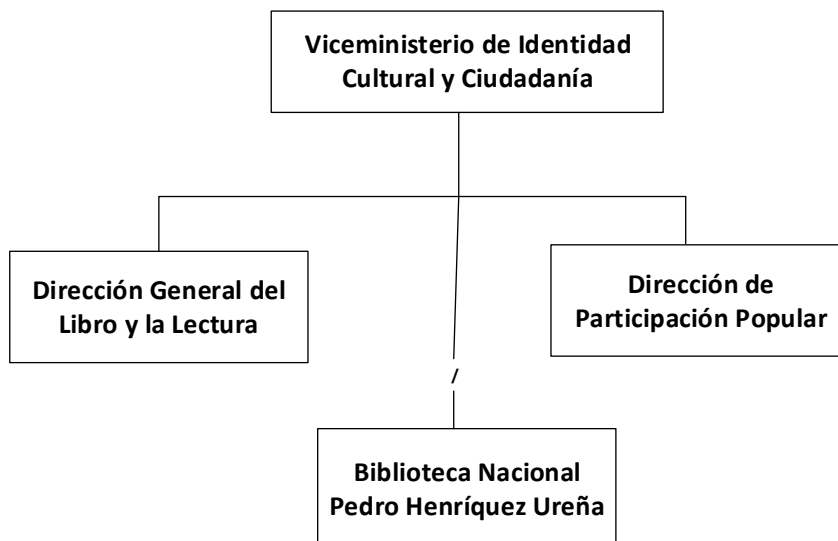 Viceministerio de Identidad
Cultural y Ciudadanía
Dirección General del
Libro y la Lectura
Dirección de
Participación Popular
/
Biblioteca Nacional
Pedro Henríquez Ureña